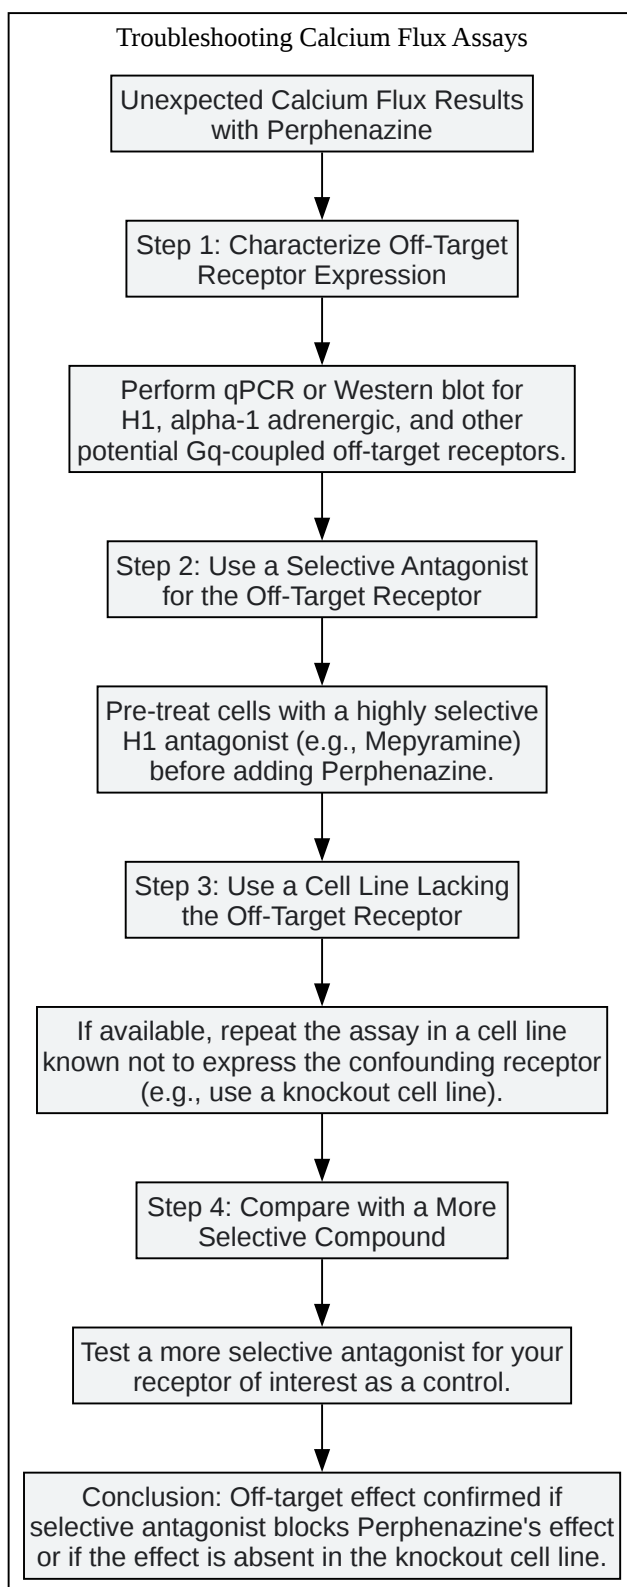 Troubleshooting Calcium Flux Assays
Unexpected Calcium Flux Results
with Perphenazine
Step 1: Characterize Off-Target
Receptor Expression
Perform qPCR or Western blot for
H1, alpha-1 adrenergic, and other
potential Gq-coupled off-target receptors.
Step 2: Use a Selective Antagonist
for the Off-Target Receptor
Pre-treat cells with a highly selective
H1 antagonist (e.g., Mepyramine)
before adding Perphenazine.
Step 3: Use a Cell Line Lacking
the Off-Target Receptor
If available, repeat the assay in a cell line
known not to express the confounding receptor
(e.g., use a knockout cell line).
Step 4: Compare with a More
Selective Compound
Test a more selective antagonist for your
receptor of interest as a control.
Conclusion: Off-target effect confirmed if
selective antagonist blocks Perphenazine's effect
or if the effect is absent in the knockout cell line.